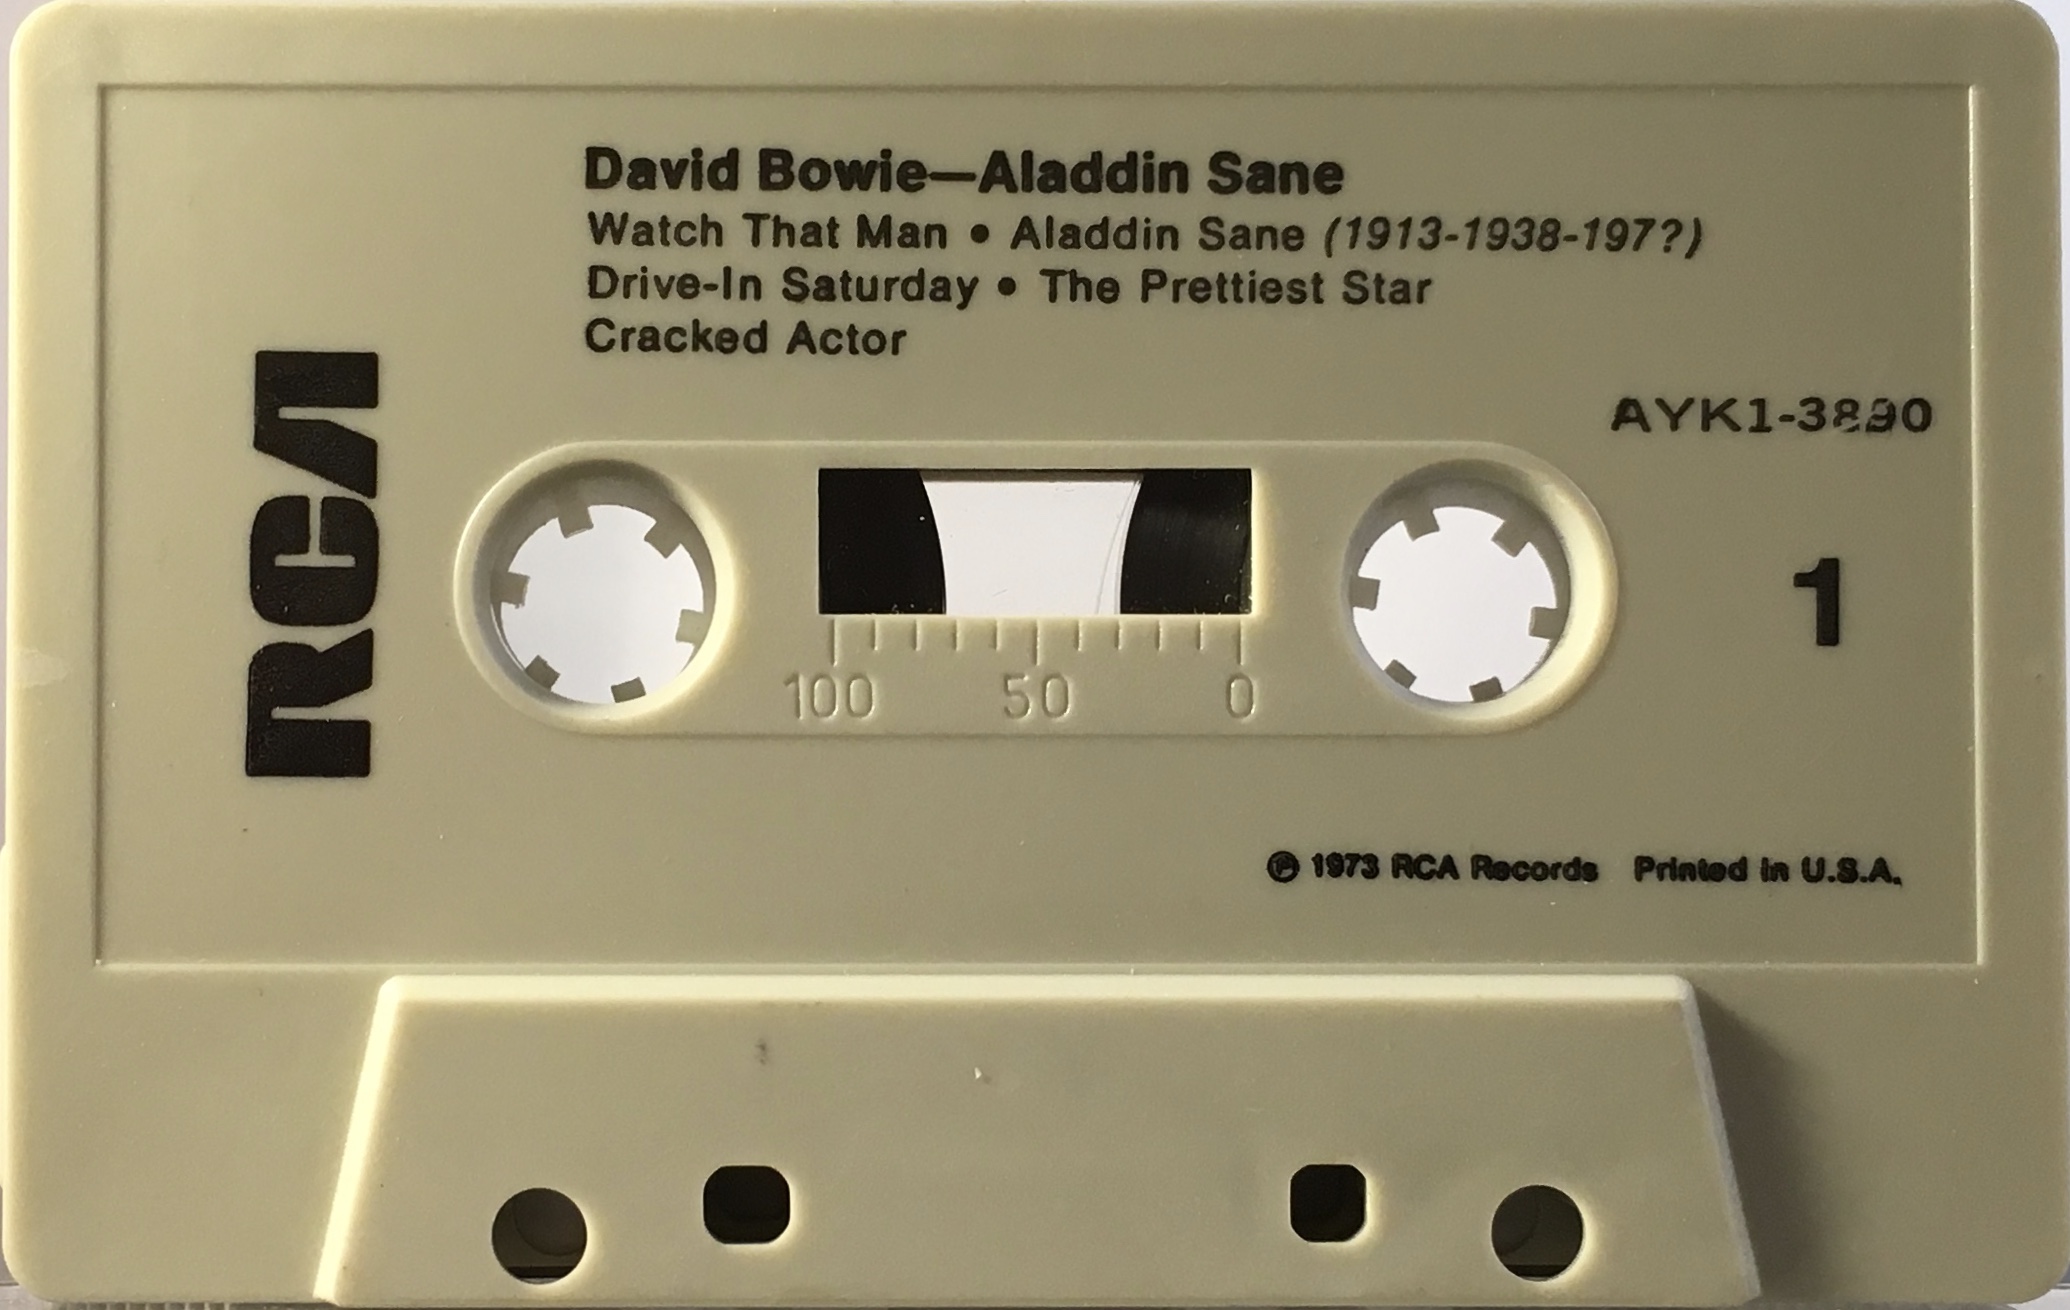 David Bowie—Aladdin Sane
Watch That Man • Aladdin Sane (1913-1938-197?)
Drive-In Saturday • The Prettiest Star
Cracked Actor
RCA
AYK1-3890
1
100 50 0
℗ 1973 RCA Records Printed in U.S.A.